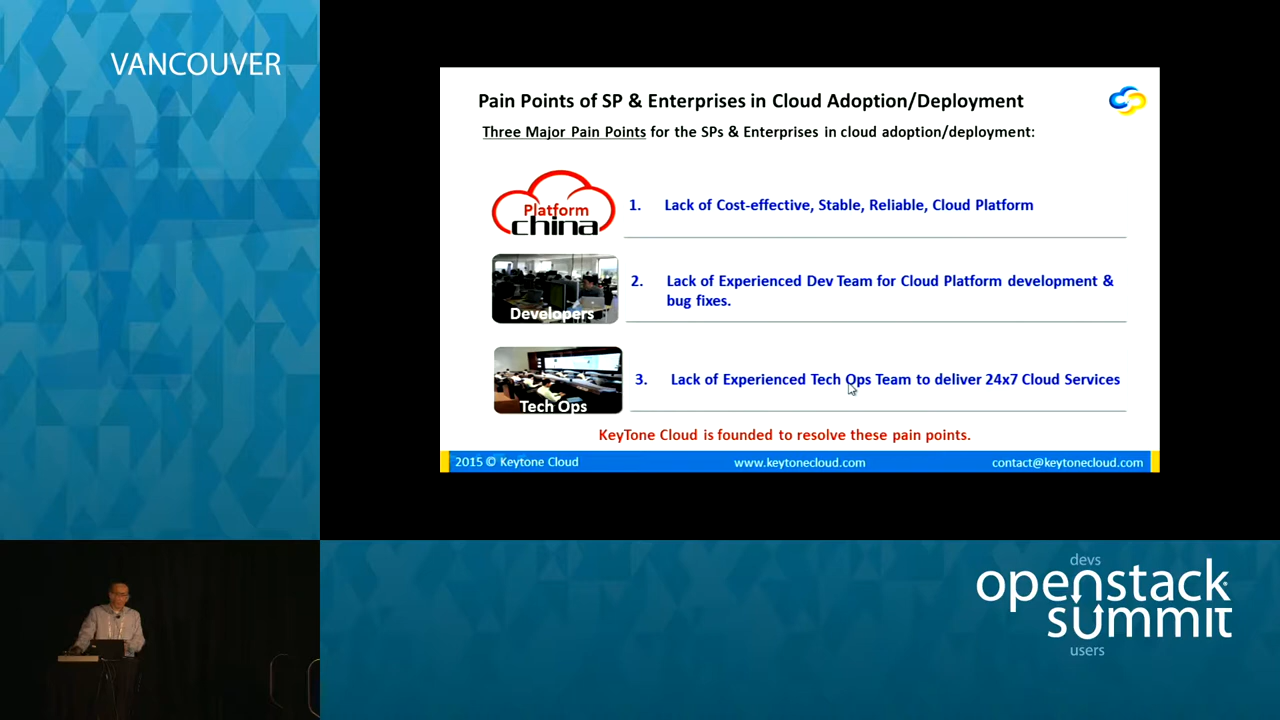 VANCOUVER
Pain Points of SP & Enterprises in Cloud Adoption/Deployment
Three Major Pain Points for the SPs & Enterprises in cloud adoption/deployment:
Platform
china
1. Lack of Cost-effective, Stable, Reliable, Cloud Platform
Developers
2. Lack of Experienced Dev Team for Cloud Platform development &
bug fixes.
Tech Ops
3. Lack of Experienced Tech Ops Team to deliver 24x7 Cloud Services
KeyTone Cloud is founded to resolve these pain points.
2015 © Keytone Cloud www.keytonecloud.com contact@keytonecloud.com
devs
openstack
summit
users